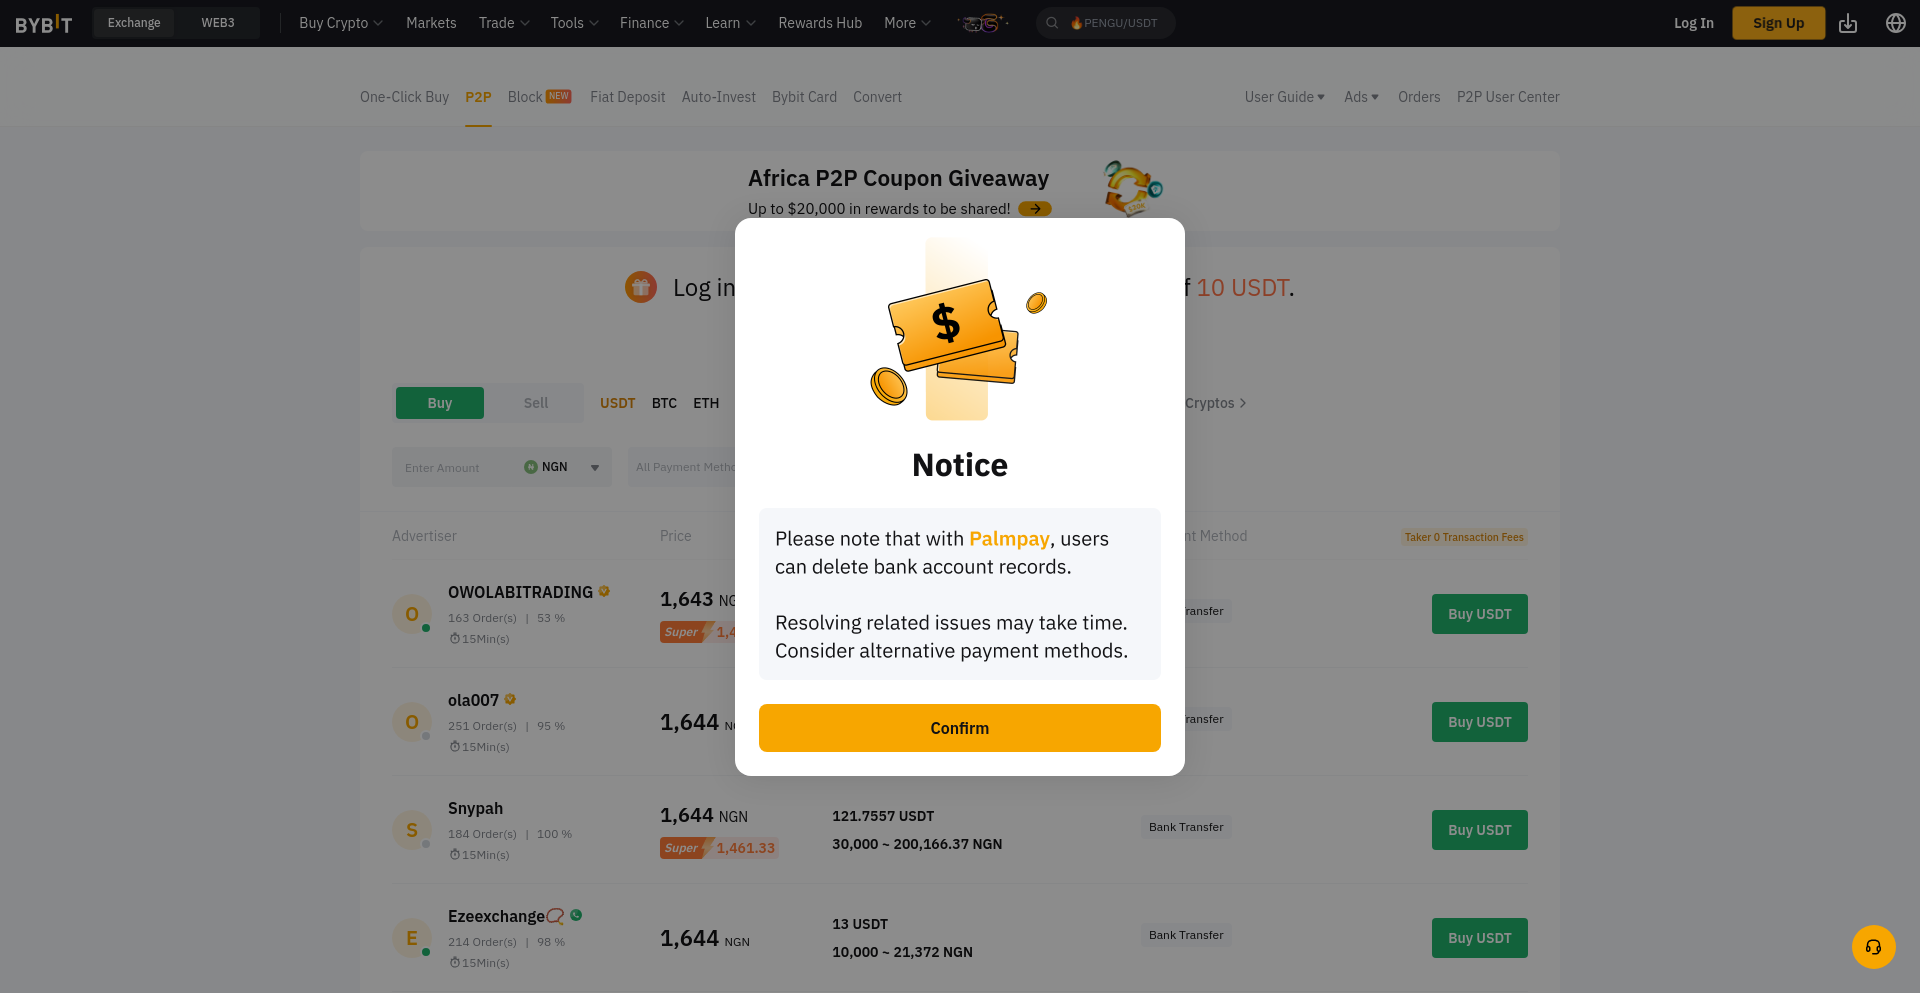 BYBIT Exchange WEB3 Buy Crypto Markets Trade Tools Finance Learn Rewards Hub More 🔥PENGU/USDT Log In Sign Up
One-Click Buy P2P Block NEW Fiat Deposit Auto-Invest Bybit Card Convert User Guide Ads Orders P2P User Center
Africa P2P Coupon Giveaway
Up to $20,000 in rewards to be shared!
Log in
10 USDT.
$
Buy Sell USDT BTC ETH Cryptos
Enter Amount NGN All Payment
Notice
Please note that with Palmpay, users
can delete bank account records.
Resolving related issues may take time.
Consider alternative payment methods.
Confirm
Advertiser Price Method Taker 0 Transaction Fees
OWOLABITRADING
163 Order(s) | 53 %
15Min(s)
1,643
Super
Buy USDT
ola007
251 Order(s) | 95 %
15Min(s)
1,644
Buy USDT
Snypah
184 Order(s) | 100 %
15Min(s)
1,644 NGN
Super 1,461.33
121.7557 USDT
30,000 ~ 200,166.37 NGN
Bank Transfer
Buy USDT
Ezeexchange
214 Order(s) | 98 %
15Min(s)
1,644 NGN
13 USDT
10,000 ~ 21,372 NGN
Bank Transfer
Buy USDT